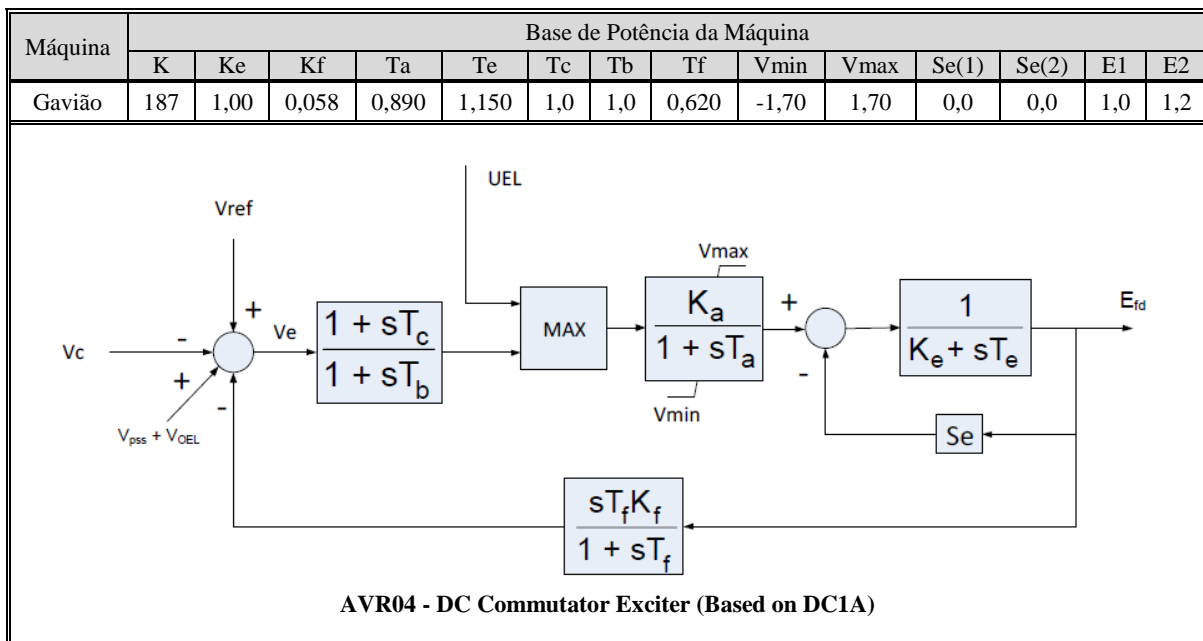 Máquina
Base de Potência da Máquina
K Ke Kf Ta Te Tc Tb Tf Vmin Vmax Se(1) Se(2) E1 E2
Gavião 187 1,00 0,058 0,890 1,150 1,0 1,0 0,620 -1,70 1,70 0,0 0,0 1,0 1,2
UEL
Vref
Vmax
+
Vc
-
Ve
1 + sTc
1 + sTb
MAX
Ka
1 + sTa
+
1
Ke + sTe
Efd
+
-
-
Vmin
Vpss + VOEL
Se
sTfKf
1 + sTf
AVR04 - DC Commutator Exciter (Based on DC1A)